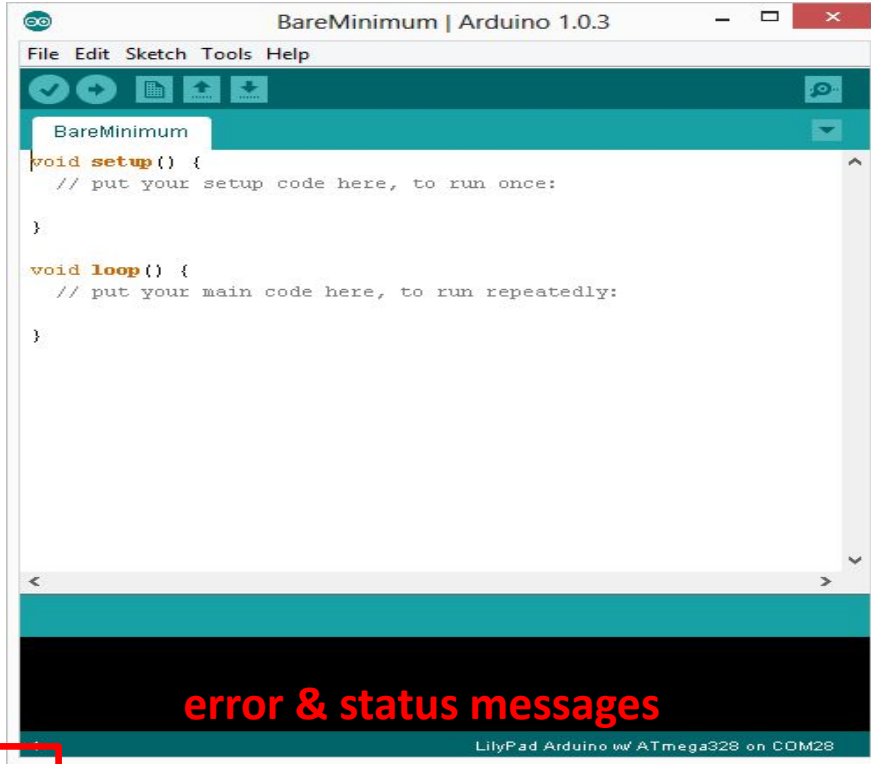 BareMinimum | Arduino 1.0.3
File Edit Sketch Tools Help
BareMinimum
void setup() {
  // put your setup code here, to run once:
}
void loop() {
  // put your main code here, to run repeatedly:
}
error & status messages
LilyPad Arduino w/ ATmega328 on COM28